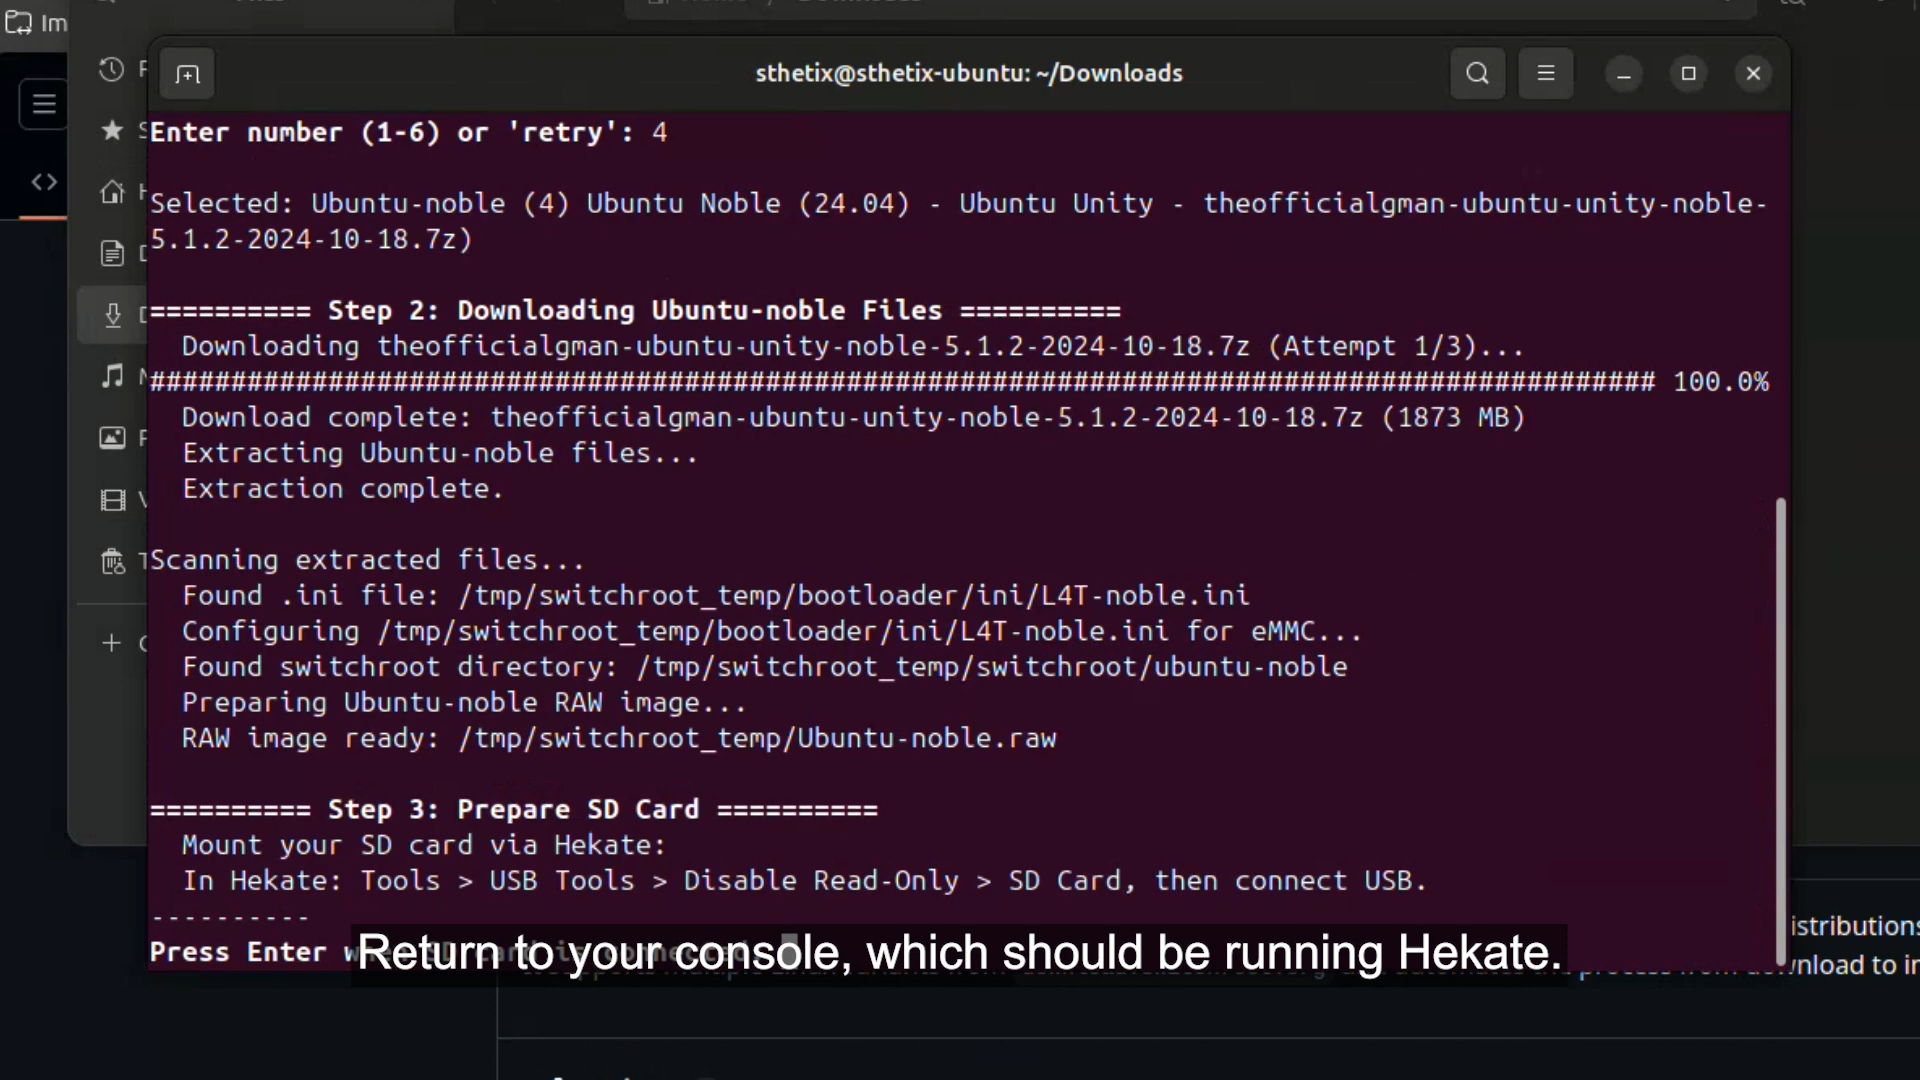 Im
sthetix@sthetix-ubuntu: ~/Downloads
Enter number (1-6) or 'retry': 4
Selected: Ubuntu-noble (4) Ubuntu Noble (24.04) - Ubuntu Unity - theofficialgman-ubuntu-unity-noble-
5.1.2-2024-10-18.7z)
========== Step 2: Downloading Ubuntu-noble Files ==========
Downloading theofficialgman-ubuntu-unity-noble-5.1.2-2024-10-18.7z (Attempt 1/3)...
############################################################################################# 100.0%
Download complete: theofficialgman-ubuntu-unity-noble-5.1.2-2024-10-18.7z (1873 MB)
Extracting Ubuntu-noble files...
Extraction complete.
Scanning extracted files...
Found .ini file: /tmp/switchroot_temp/bootloader/ini/L4T-noble.ini
Configuring /tmp/switchroot_temp/bootloader/ini/L4T-noble.ini for eMMC...
Found switchroot directory: /tmp/switchroot_temp/switchroot/ubuntu-noble
Preparing Ubuntu-noble RAW image...
RAW image ready: /tmp/switchroot_temp/Ubuntu-noble.raw
========== Step 3: Prepare SD Card ==========
Mount your SD card via Hekate:
In Hekate: Tools > USB Tools > Disable Read-Only > SD Card, then connect USB.
----------
Press Enter
Return to your console, which should be running Hekate.
istributions
process from download to in